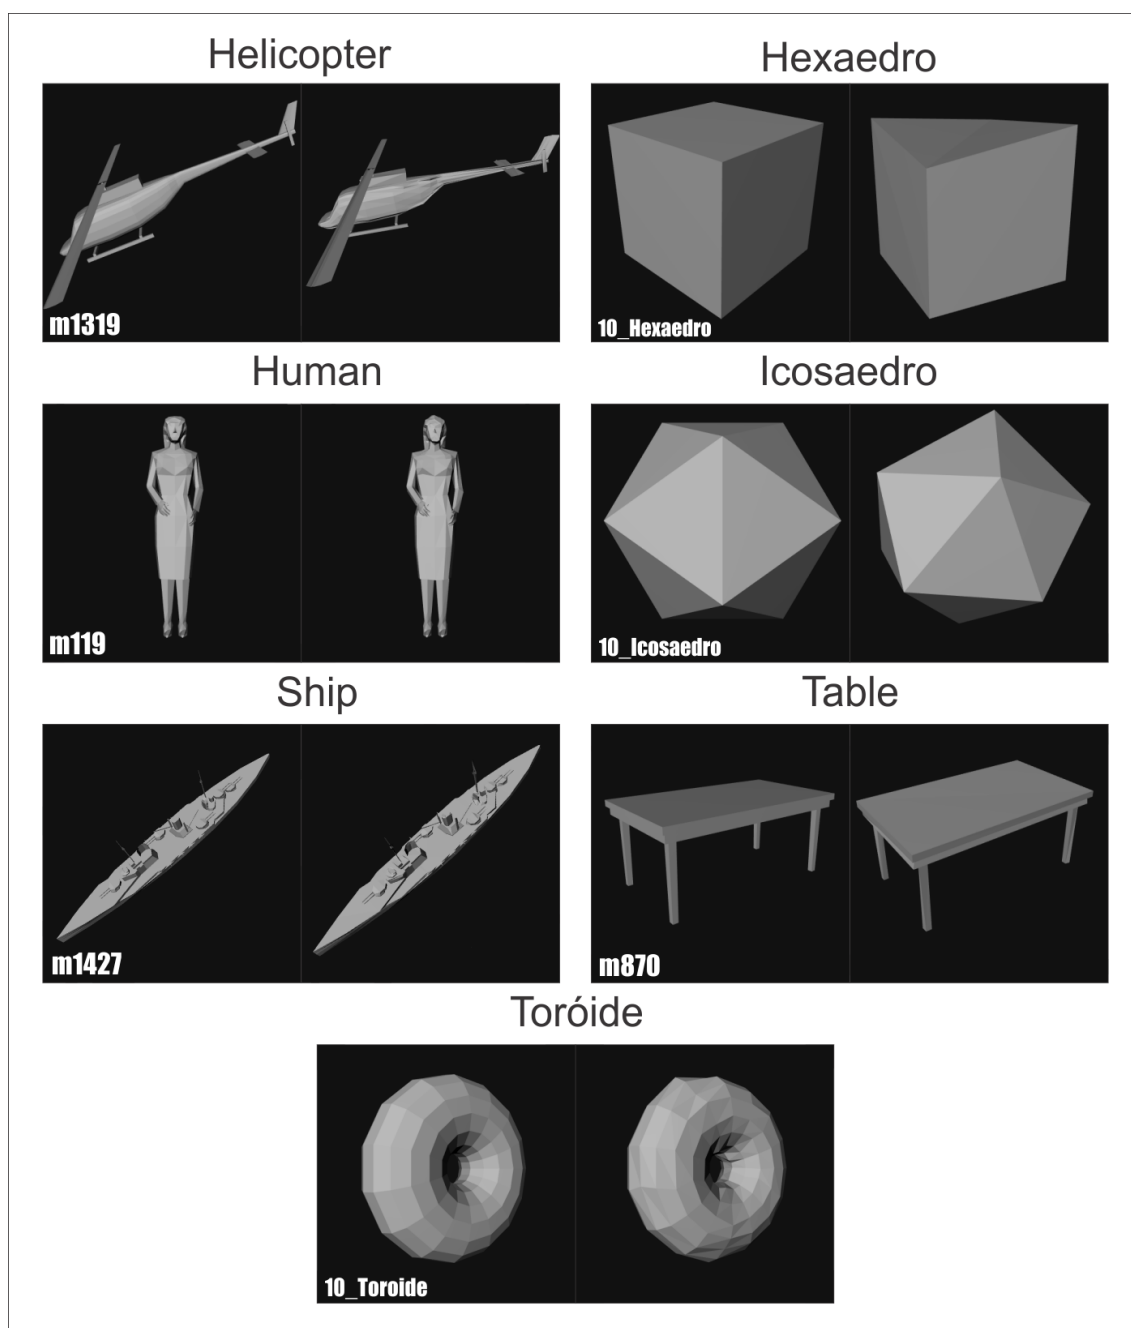 Helicopter
Hexaedro
m1319
10_Hexaedro
Human
Icosaedro
m119
10_Icosaedro
Ship
Table
m1427
m870
Toróide
10_Toroide